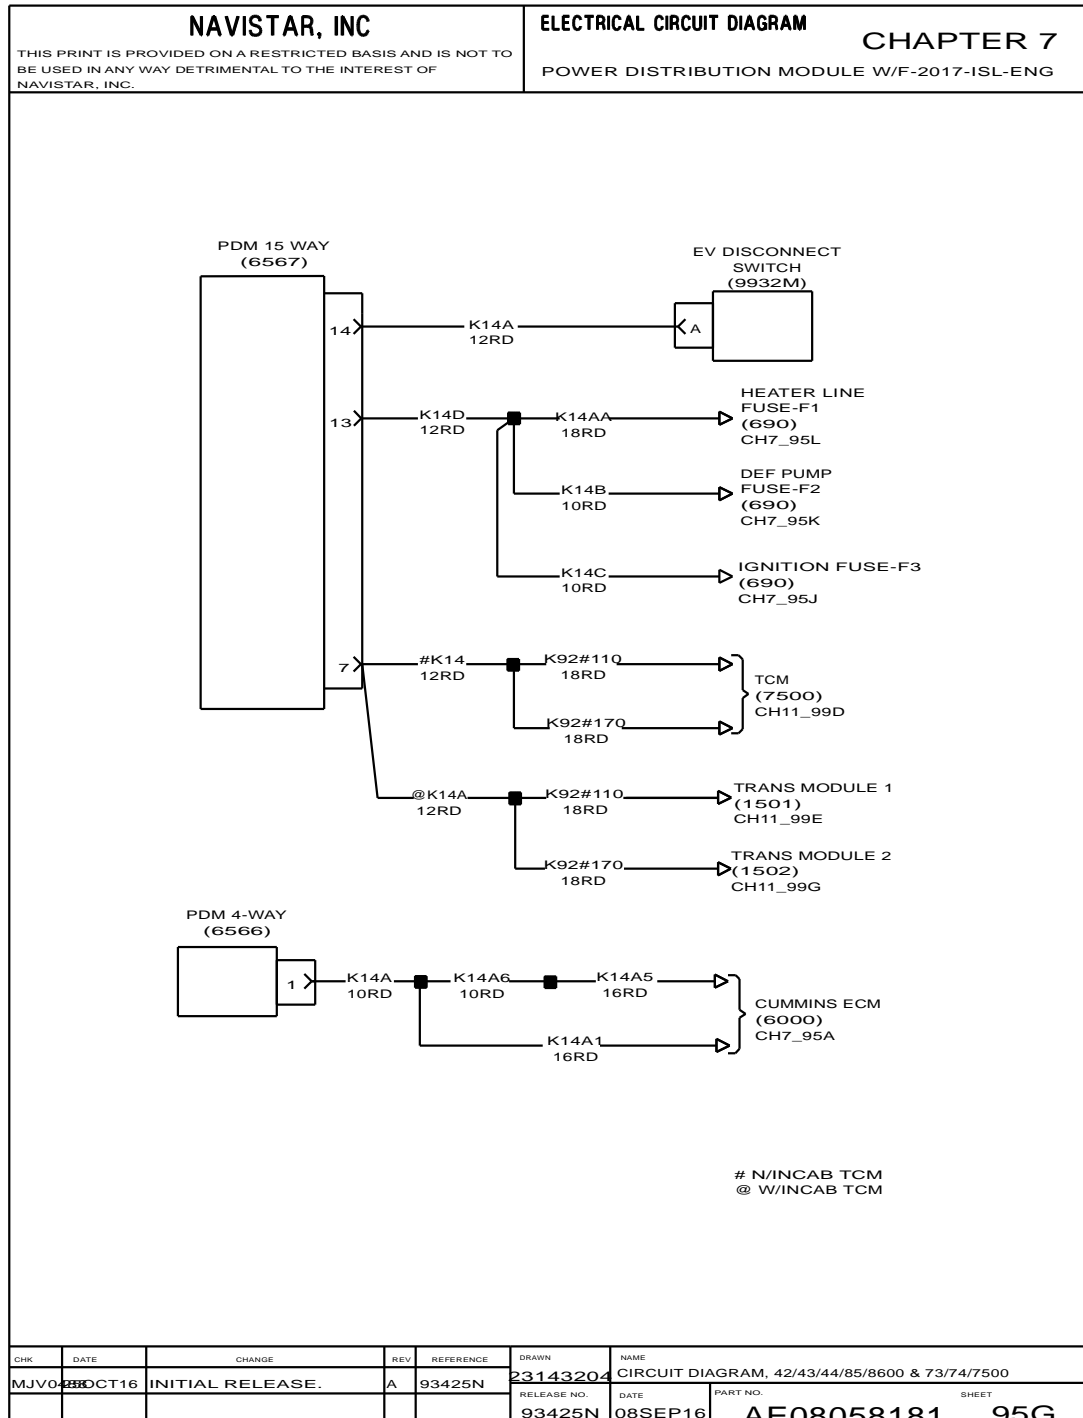 NAVISTAR, INC
THIS PRINT IS PROVIDED ON A RESTRICTED BASIS AND IS NOT TO
BE USED IN ANY WAY DETRIMENTAL TO THE INTEREST OF
NAVISTAR, INC.
ELECTRICAL CIRCUIT DIAGRAM
CHAPTER 7
POWER DISTRIBUTION MODULE W/F-2017-ISL-ENG
PDM 15 WAY
(6567)
EV DISCONNECT
SWITCH
(9932M)
14
K14A
12RD
A
13
K14D
12RD
K14AA
18RD
HEATER LINE
FUSE-F1
(690)
CH7_95L
K14B
10RD
DEF PUMP
FUSE-F2
(690)
CH7_95K
K14C
10RD
IGNITION FUSE-F3
(690)
CH7_95J
7
#K14
12RD
K92#110
18RD
K92#170
18RD
TCM
(7500)
CH11_99D
@K14A
12RD
K92#110
18RD
TRANS MODULE 1
(1501)
CH11_99E
K92#170
18RD
TRANS MODULE 2
(1502)
CH11_99G
PDM 4-WAY
(6566)
1
K14A
10RD
K14A6
10RD
K14A5
16RD
K14A1
16RD
CUMMINS ECM
(6000)
CH7_95A
# N/INCAB TCM
@ W/INCAB TCM
CHK DATE CHANGE REV REFERENCE
INITIAL RELEASE. A 93425N
DRAWN
23143204
NAME
CIRCUIT DIAGRAM, 42/43/44/85/8600 & 73/74/7500
RELEASE NO.
93425N
DATE
08SEP16
PART NO.
AE08058181
SHEET
95G